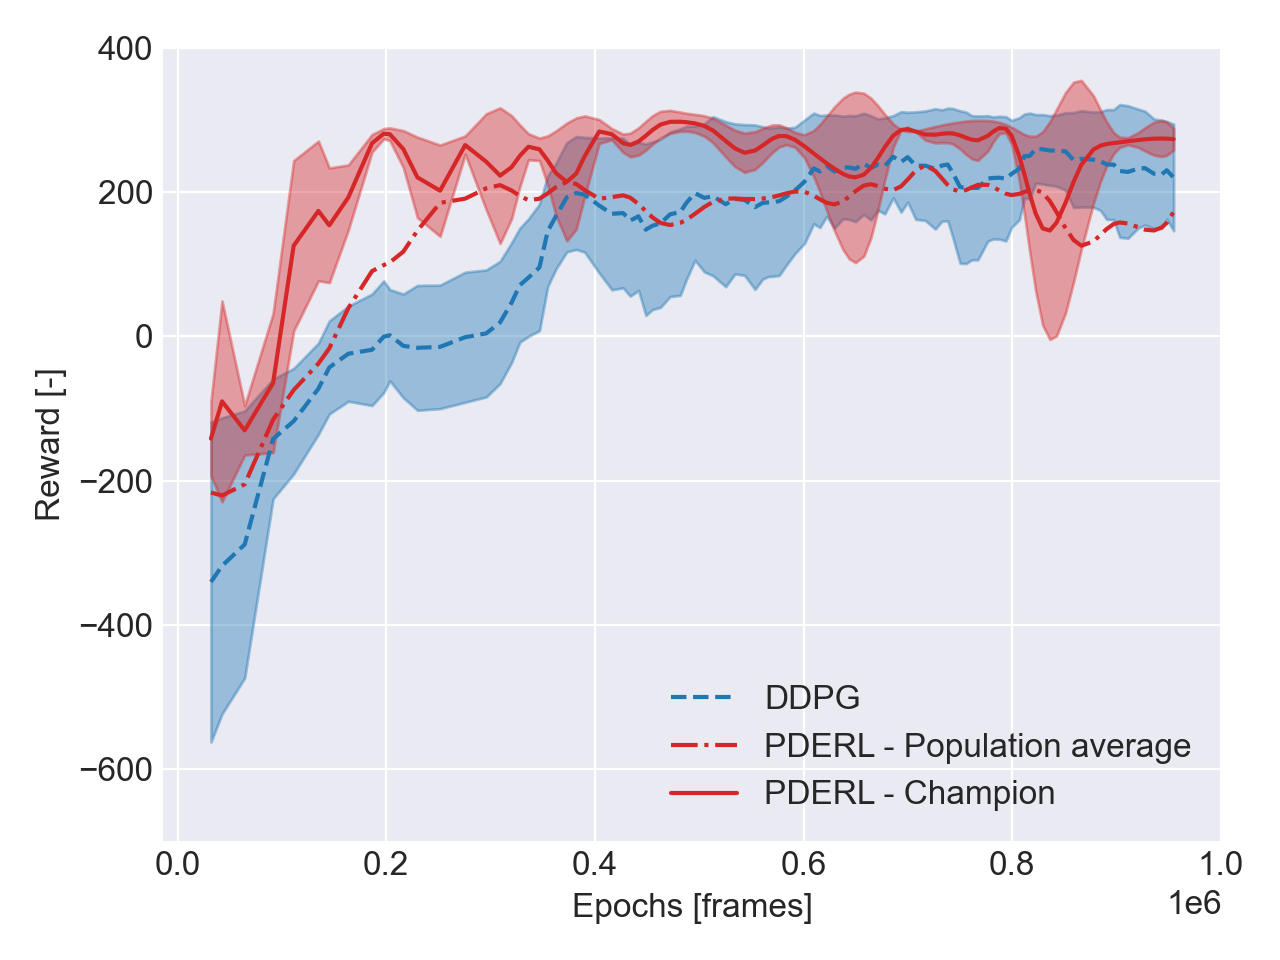 400
200
0
−200
−400
−600
Reward [-]
DDPG
PDERL - Population average
PDERL - Champion
0.0 0.2 0.4 0.6 0.8 1.0
Epochs [frames]
1e6